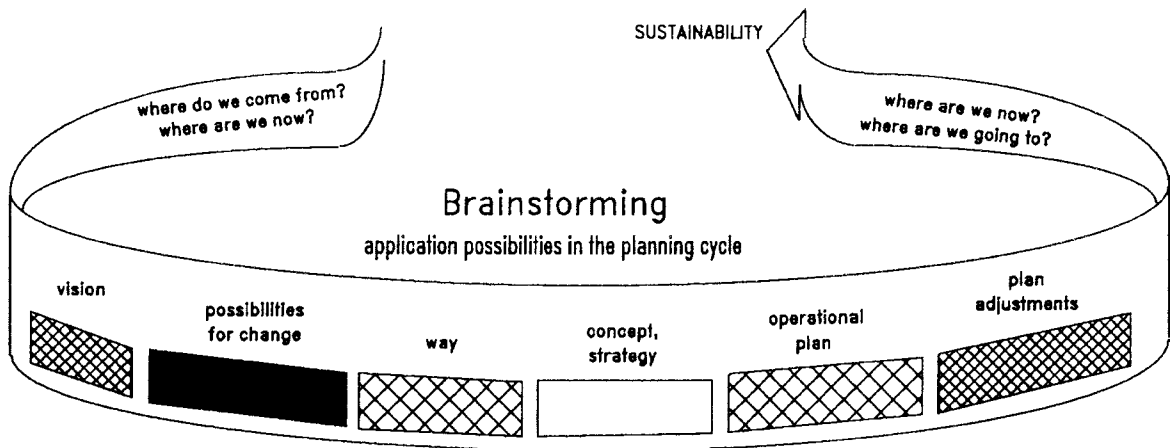 SUSTAINABILITY
where do we come from?
where are we now?
where are we now?
where are we going to?
Brainstorming
application possibilities in the planning cycle
vision
possibilities
for change
way
concept,
strategy
operational
plan
plan
adjustments